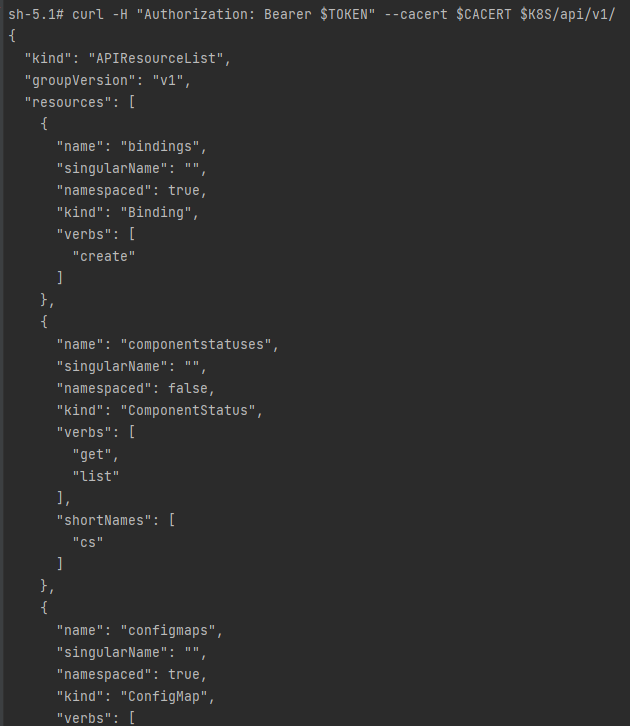 sh-5.1# curl -H "Authorization: Bearer $TOKEN" --cacert $CACERT $K8S/api/v1/
{
  "kind": "APIResourceList",
  "groupVersion": "v1",
  "resources": [
    {
      "name": "bindings",
      "singularName": "",
      "namespaced": true,
      "kind": "Binding",
      "verbs": [
        "create"
      ]
    },
    {
      "name": "componentstatuses",
      "singularName": "",
      "namespaced": false,
      "kind": "ComponentStatus",
      "verbs": [
        "get",
        "list"
      ],
      "shortNames": [
        "cs"
      ]
    },
    {
      "name": "configmaps",
      "singularName": "",
      "namespaced": true,
      "kind": "ConfigMap",
      "verbs": [